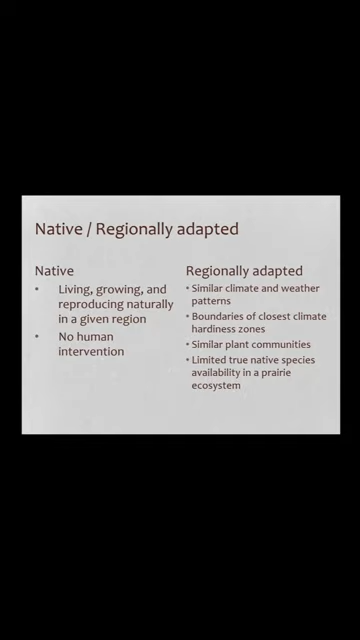 Native / Regionally adapted
Native
• Living, growing, and
reproducing naturally
in a given region
• No human
intervention
Regionally adapted
• Similar climate and weather
patterns
• Boundaries of closest climate
hardiness zones
• Similar plant communities
• Limited true native species
availability in a prairie
ecosystem